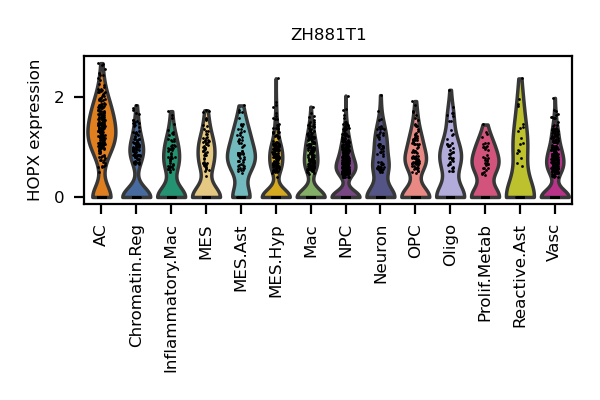 ZH881T1
HOPX expression
2
0
AC
Chromatin.Reg
Inflammatory.Mac
MES
MES.Ast
MES.Hyp
Mac
NPC
Neuron
OPC
Oligo
Prolif.Metab
Reactive.Ast
Vasc